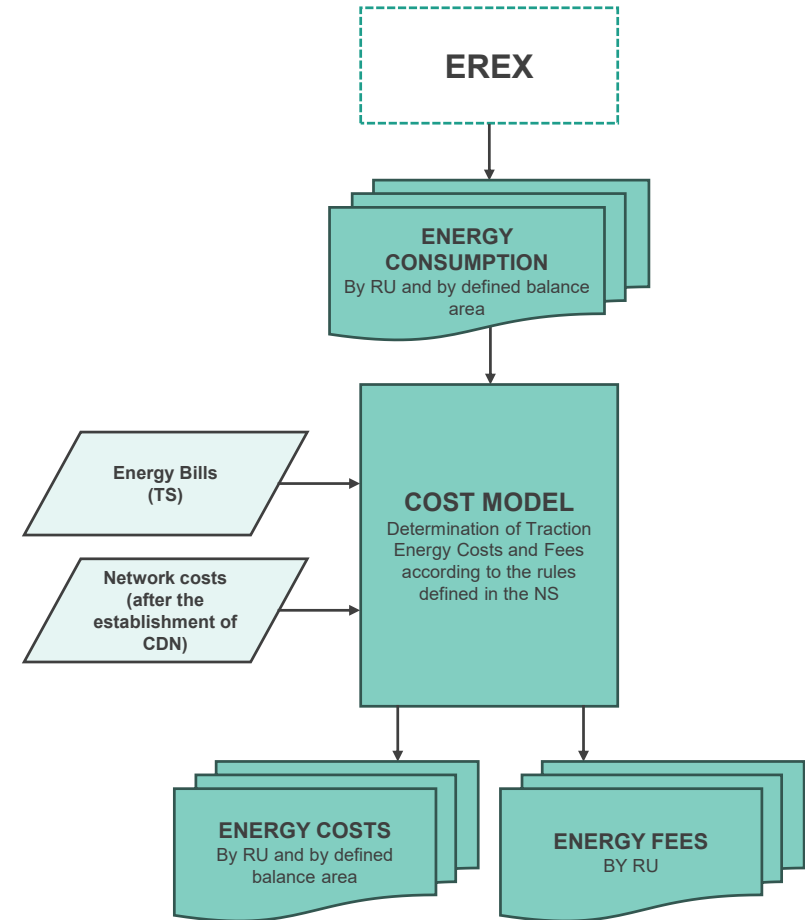 EREX
ENERGY
CONSUMPTION
By RU and by defined balance
area
Energy Bills
(TS)
COST MODEL
Determination of Traction
Energy Costs and Fees
according to the rules
defined in the NS
Network costs
(after the
establishment of
CDN)
ENERGY COSTS
By RU and by defined
balance area
ENERGY FEES
BY RU